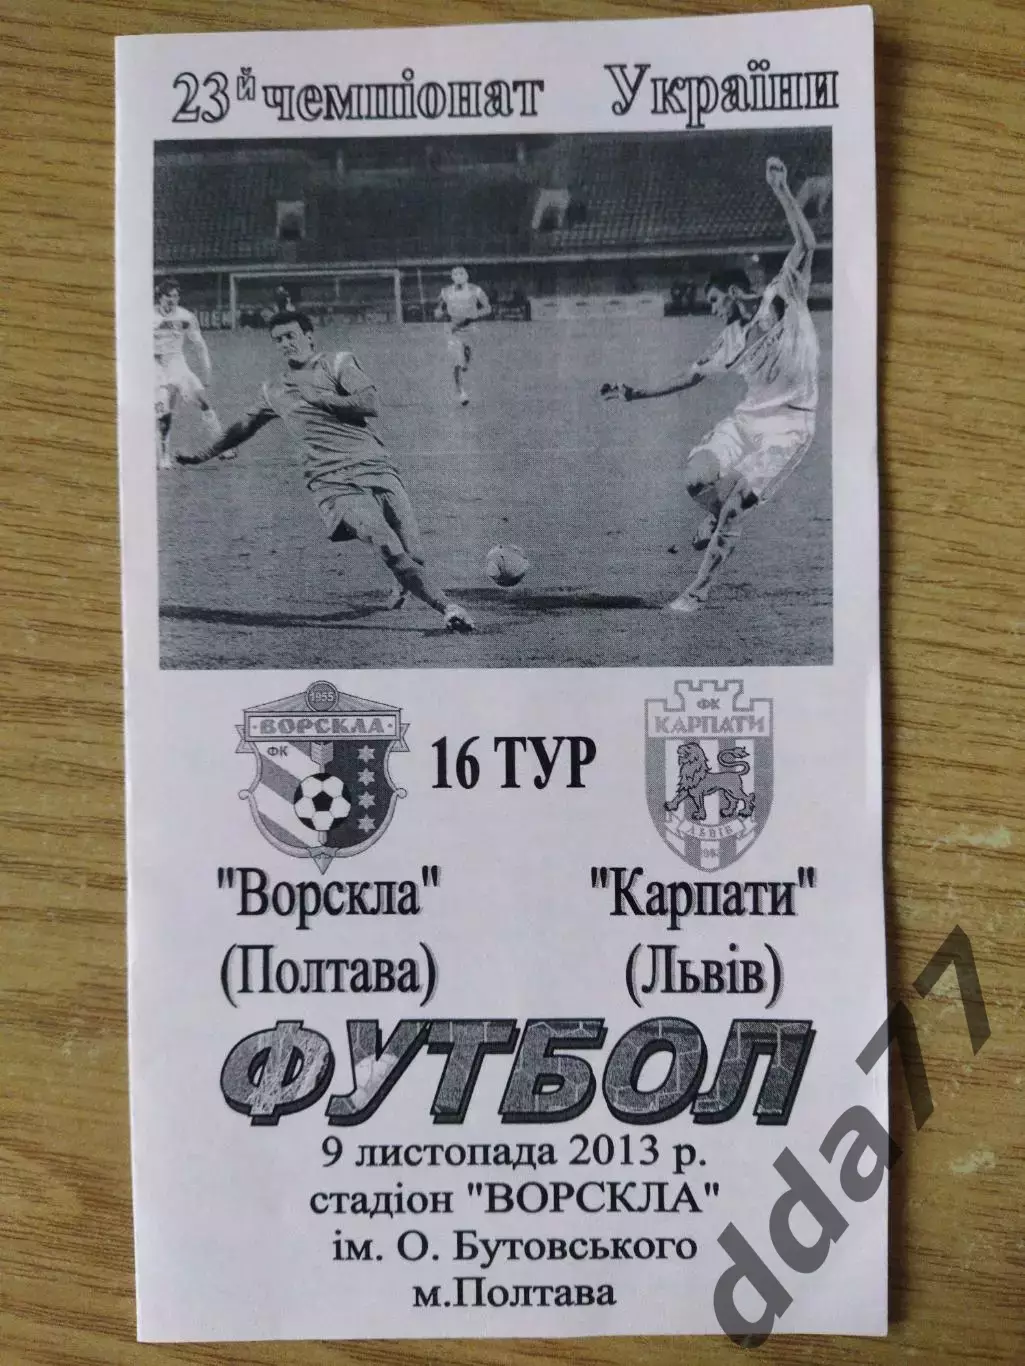 23й чемпіонат України
1955
ВОРСКЛА
ФК
ФК
КАРПАТИ
ЛЬВІВ
16 ТУР
"Ворскла" "Карпати"
(Полтава) (Львів)
ФУТБОЛ
9 листопада 2013 р.
стадіон "ВОРСКЛА"
ім. О. Бутовського
м.Полтава
dda77